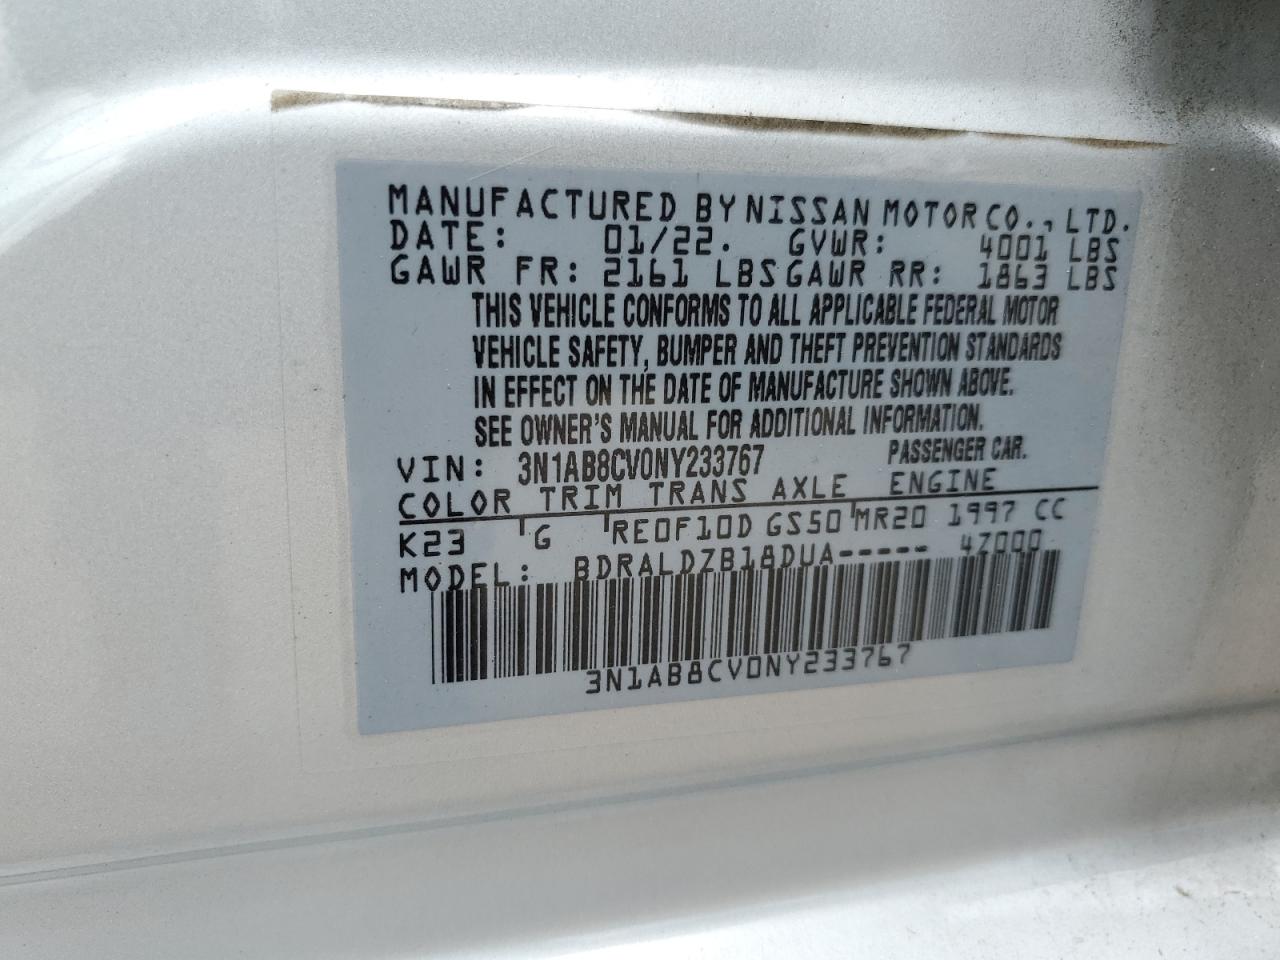 MANUFACTURED BY NISSAN MOTOR CO., LTD.
DATE: 01/22. GVWR: 4001 LBS
GAWR FR: 2161 LBS GAWR RR: 1863 LBS
THIS VEHICLE CONFORMS TO ALL APPLICABLE FEDERAL MOTOR
VEHICLE SAFETY, BUMPER AND THEFT PREVENTION STANDARDS
IN EFFECT ON THE DATE OF MANUFACTURE SHOWN ABOVE.
SEE OWNER'S MANUAL FOR ADDITIONAL INFORMATION.
VIN: 3N1AB8CV0NY233767 PASSENGER CAR.
COLOR TRIM TRANS AXLE ENGINE
K23 G RE0F10D GS50 MR20 1997 CC
MODEL: BDRALDZB18DUA----- 4Z000
3N1AB8CV0NY233767